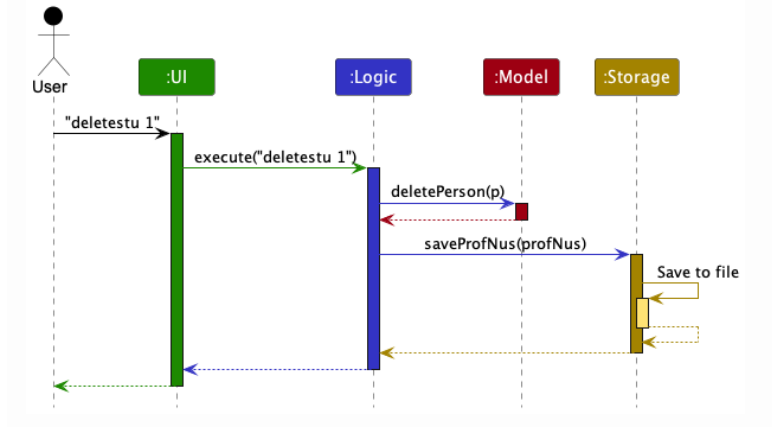 User
:UI
:Logic
:Model
:Storage
"deletestu 1"
execute("deletestu 1")
deletePerson(p)
saveProfNus(profNus)
Save to file